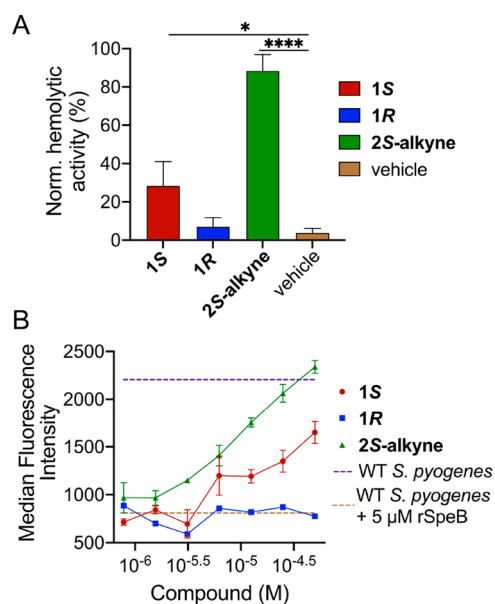 A
*
****
Norm. hemolytic
activity (%)
100
80
60
40
20
0
1S
1R
2S-alkyne
vehicle
1S
1R
2S-alkyne
vehicle
B
Median Fluorescence
Intensity
2500
2000
1500
1000
500
10^-6
10^-5.5
10^-5
10^-4.5
Compound (M)
1S
1R
2S-alkyne
WT S. pyogenes
WT S. pyogenes
+ 5 µM rSpeB